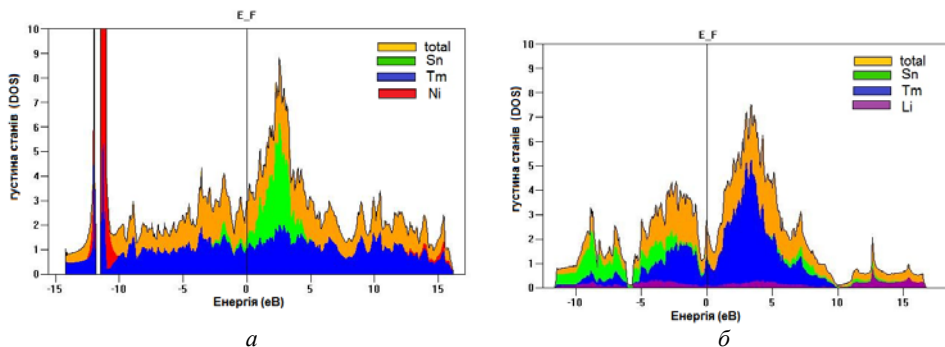 E_F
10
9
8
7
6
5
4
3
2
1
0
густина станів (DOS)
total
Sn
Tm
Ni
-15
-10
-5
0
5
10
15
Енергія (еВ)
а
E_F
10
9
8
7
6
5
4
3
2
1
0
густина станів (DOS)
total
Sn
Tm
Li
-10
-5
0
5
10
15
Енергія (еВ)
б